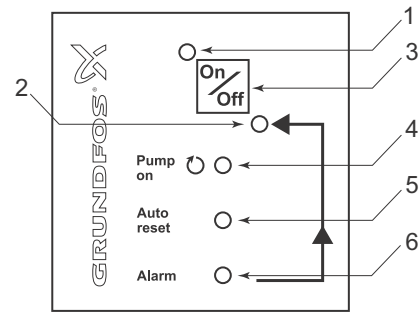 1
3
On
Off
2
4
Pump
on
5
Auto
reset
6
Alarm
GRUNDFOS®